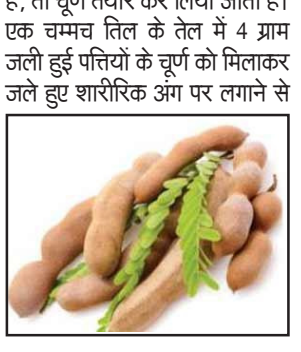 है, तो चूर्ण तैयार कर लिया जाता है।
एक चम्मच तिल के तेल में 4 ग्राम
जली हुई पत्तियों के चूर्ण को मिलाकर
जले हुए शारीरिक अंग पर लगाने से